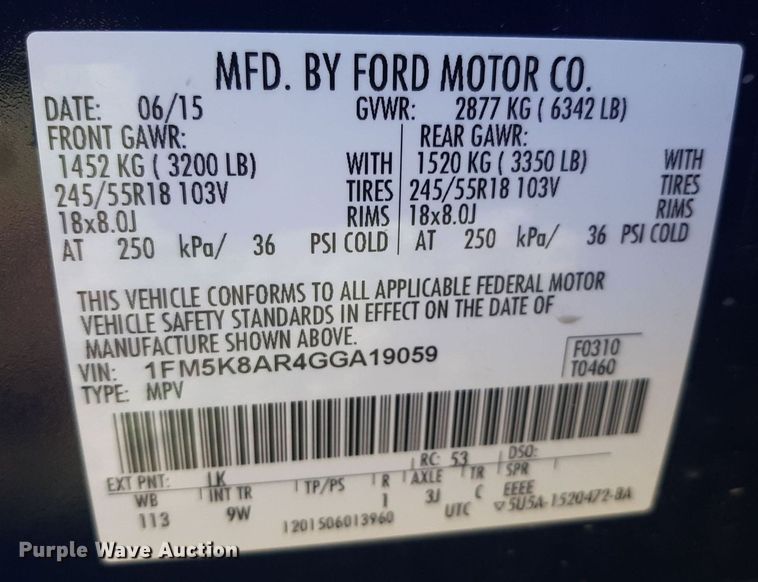 MFD. BY FORD MOTOR CO.
DATE: 06/15 GVWR: 2877 KG ( 6342 LB)
FRONT GAWR: REAR GAWR:
1452 KG ( 3200 LB) WITH 1520 KG ( 3350 LB) WITH
245/55R18 103V TIRES 245/55R18 103V TIRES
18x8.0J RIMS 18x8.0J RIMS
AT 250 kPa/ 36 PSI COLD AT 250 kPa/ 36 PSI COLD
THIS VEHICLE CONFORMS TO ALL APPLICABLE FEDERAL MOTOR
VEHICLE SAFETY STANDARDS IN EFFECT ON THE DATE OF
MANUFACTURE SHOWN ABOVE.
VIN: 1FM5K8AR4GGA19059 F0310
TYPE: MPV T0460
EXT PNT: LK RC: 53 DSO:
WB INT TR TP/PS R AXLE TR SPR
113 9W 1 3J C EEEE
1201506013960 UTC ▽5U5A-1520472-BA
Purple Wave Auction